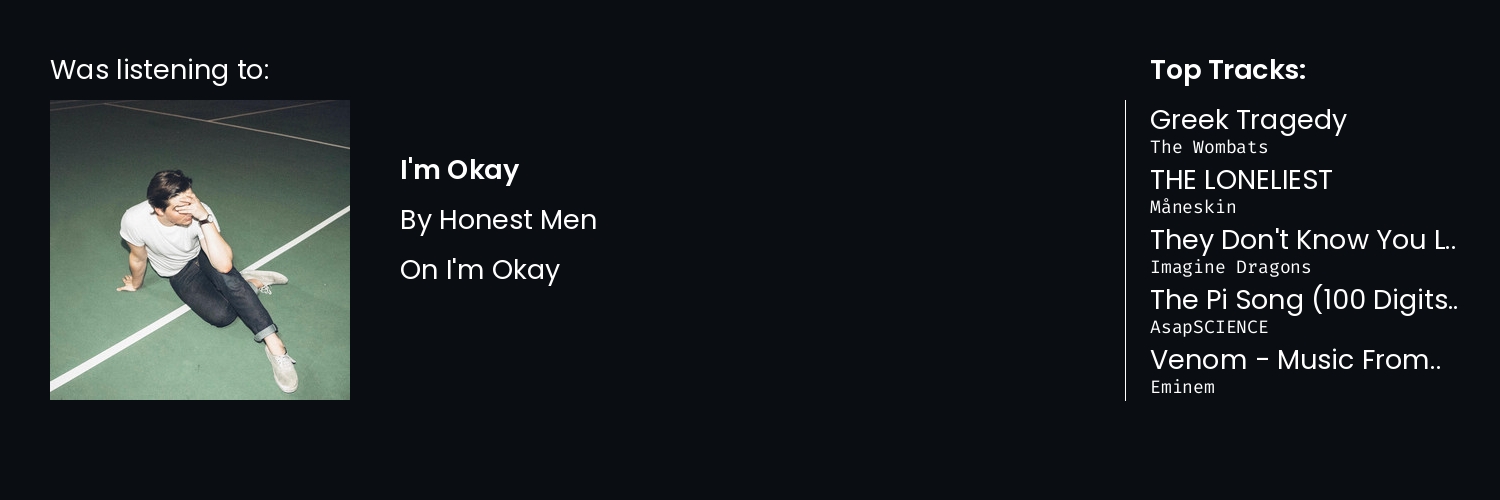 Was listening to:
I'm Okay
By Honest Men
On I'm Okay
Top Tracks:
Greek Tragedy
The Wombats
THE LONELIEST
Måneskin
They Don't Know You L..
Imagine Dragons
The Pi Song (100 Digits..
AsapSCIENCE
Venom - Music From..
Eminem